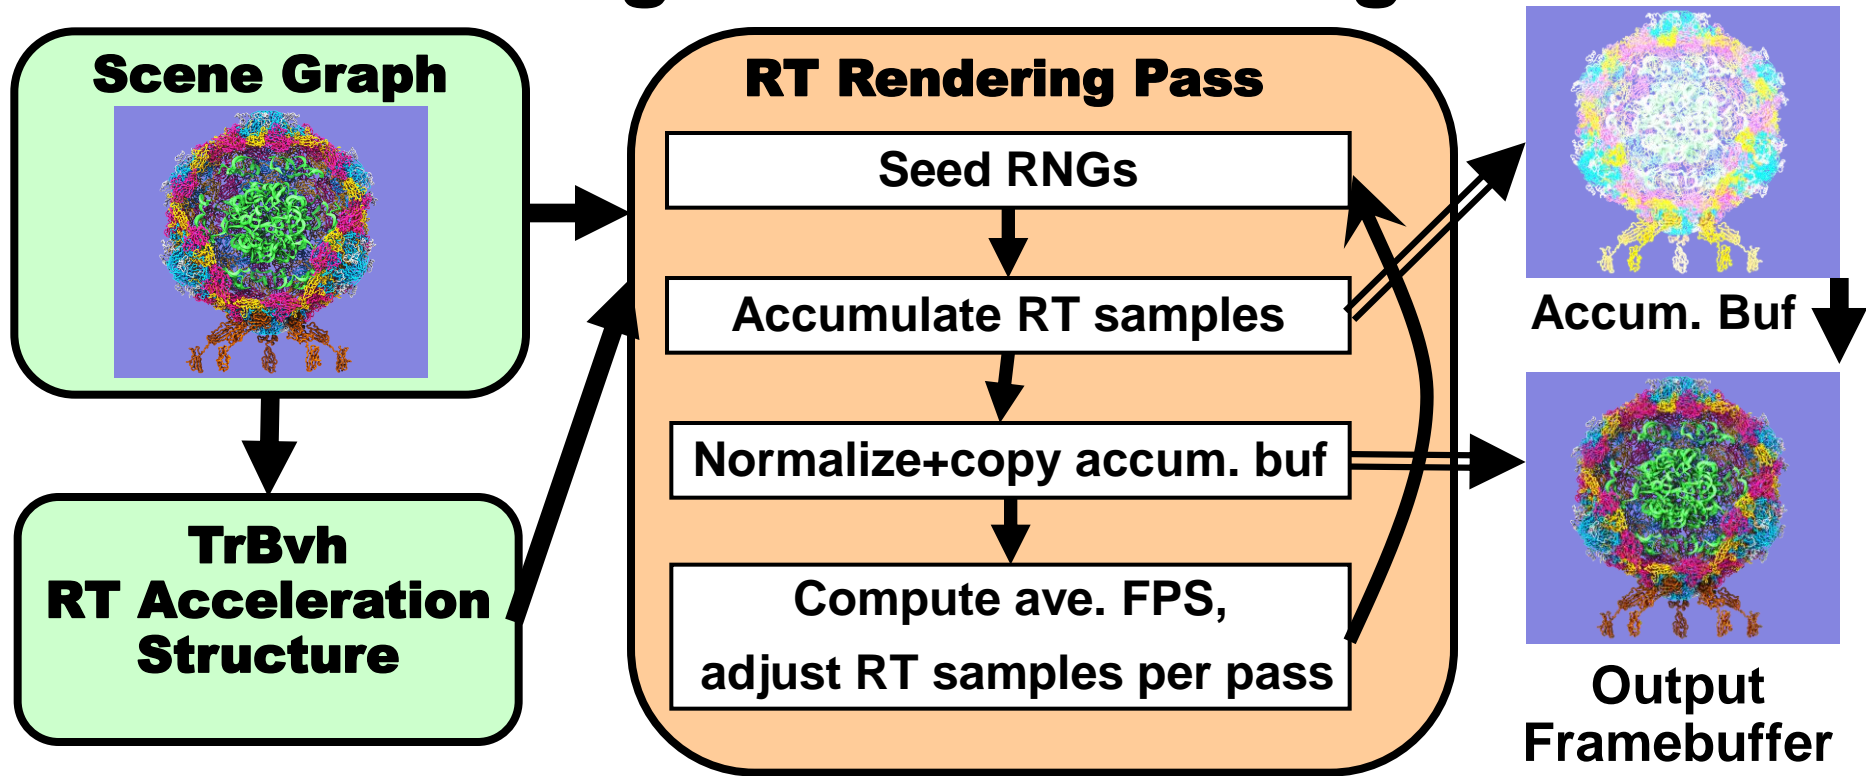 Scene Graph
TrBvh
RT Acceleration
Structure
RT Rendering Pass
Seed RNGs
Accumulate RT samples
Normalize+copy accum. buf
Compute ave. FPS,
adjust RT samples per pass
Accum. Buf
Output
Framebuffer